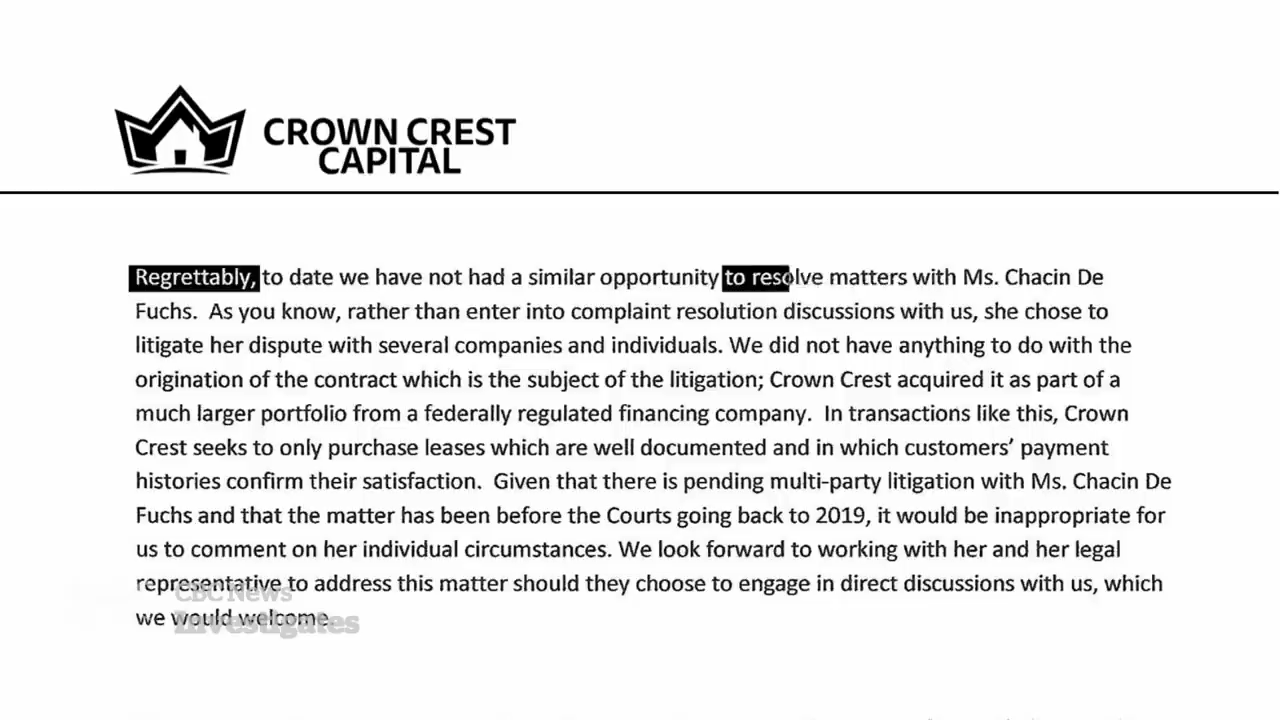 CROWN CREST
CAPITAL
Regrettably, to date we have not had a similar opportunity to resolve matters with Ms. Chacin De
Fuchs.  As you know, rather than enter into complaint resolution discussions with us, she chose to
litigate her dispute with several companies and individuals. We did not have anything to do with the
origination of the contract which is the subject of the litigation; Crown Crest acquired it as part of a
much larger portfolio from a federally regulated financing company.  In transactions like this, Crown
Crest seeks to only purchase leases which are well documented and in which customers’ payment
histories confirm their satisfaction.  Given that there is pending multi-party litigation with Ms. Chacin De
Fuchs and that the matter has been before the Courts going back to 2019, it would be inappropriate for
us to comment on her individual circumstances. We look forward to working with her and her legal
representative to address this matter should they choose to engage in direct discussions with us, which
we would welcome.
CBC News
Investigates